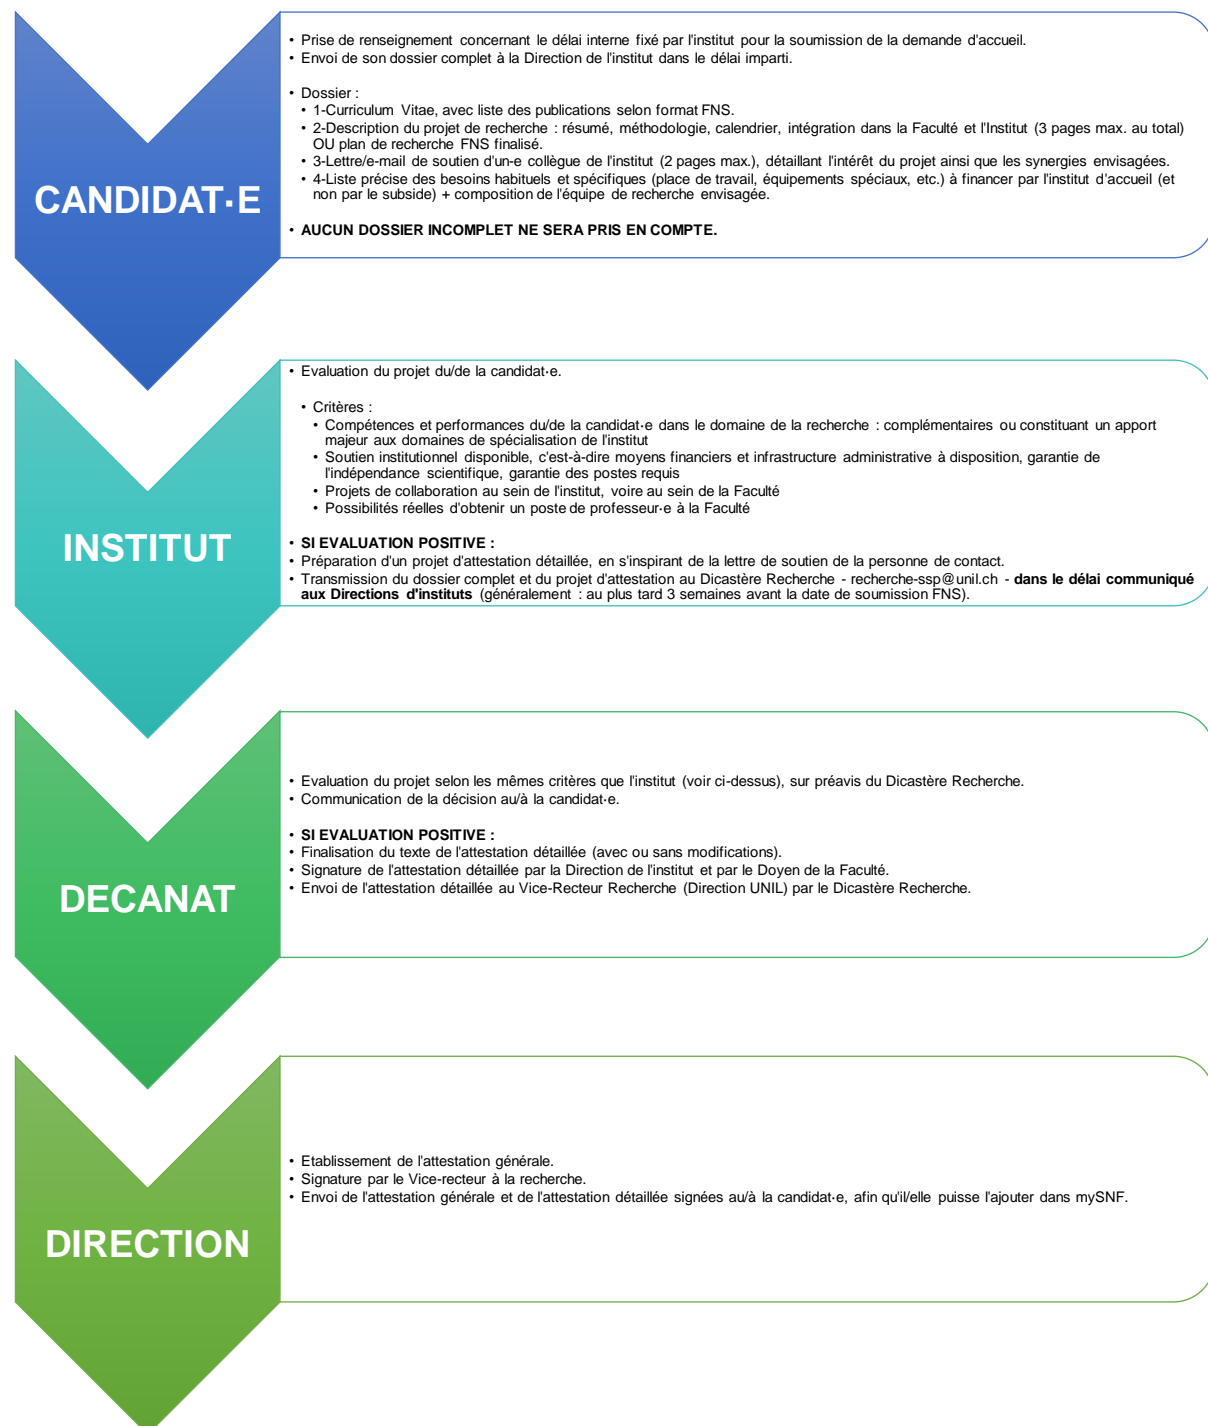 CANDIDAT·E
• Prise de renseignement concernant le délai interne fixé par l'institut pour la soumission de la demande d'accueil.
• Envoi de son dossier complet à la Direction de l'institut dans le délai imparti.
• Dossier :
• 1-Curriculum Vitae, avec liste des publications selon format FNS.
• 2-Description du projet de recherche : résumé, méthodologie, calendrier, intégration dans la Faculté et l'Institut (3 pages max. au total)
OU plan de recherche FNS finalisé.
• 3-Lettre/e-mail de soutien d'un-e collègue de l'institut (2 pages max.), détaillant l'intérêt du projet ainsi que les synergies envisagées.
• 4-Liste précise des besoins habituels et spécifiques (place de travail, équipements spéciaux, etc.) à financer par l'institut d'accueil (et
non par le subside) + composition de l'équipe de recherche envisagée.
• AUCUN DOSSIER INCOMPLET NE SERA PRIS EN COMPTE.
INSTITUT
• Evaluation du projet du/de la candidat·e.
• Critères :
• Compétences et performances du/de la candidat·e dans le domaine de la recherche : complémentaires ou constituant un apport
majeur aux domaines de spécialisation de l'institut
• Soutien institutionnel disponible, c'est-à-dire moyens financiers et infrastructure administrative à disposition, garantie de
l'indépendance scientifique, garantie des postes requis
• Projets de collaboration au sein de l'institut, voire au sein de la Faculté
• Possibilités réelles d'obtenir un poste de professeur·e à la Faculté
• SI EVALUATION POSITIVE :
• Préparation d'un projet d'attestation détaillée, en s'inspirant de la lettre de soutien de la personne de contact.
• Transmission du dossier complet et du projet d'attestation au Dicastère Recherche - recherche-ssp@unil.ch - dans le délai communiqué
aux Directions d'instituts (généralement : au plus tard 3 semaines avant la date de soumission FNS).
DECANAT
• Evaluation du projet selon les mêmes critères que l'institut (voir ci-dessus), sur préavis du Dicastère Recherche.
• Communication de la décision au/à la candidat·e.
• SI EVALUATION POSITIVE :
• Finalisation du texte de l'attestation détaillée (avec ou sans modifications).
• Signature de l'attestation détaillée par la Direction de l'institut et par le Doyen de la Faculté.
• Envoi de l'attestation détaillée au Vice-Recteur Recherche (Direction UNIL) par le Dicastère Recherche.
DIRECTION
• Etablissement de l'attestation générale.
• Signature par le Vice-recteur à la recherche.
• Envoi de l'attestation générale et de l'attestation détaillée signées au/à la candidat·e, afin qu'il/elle puisse l'ajouter dans mySNF.